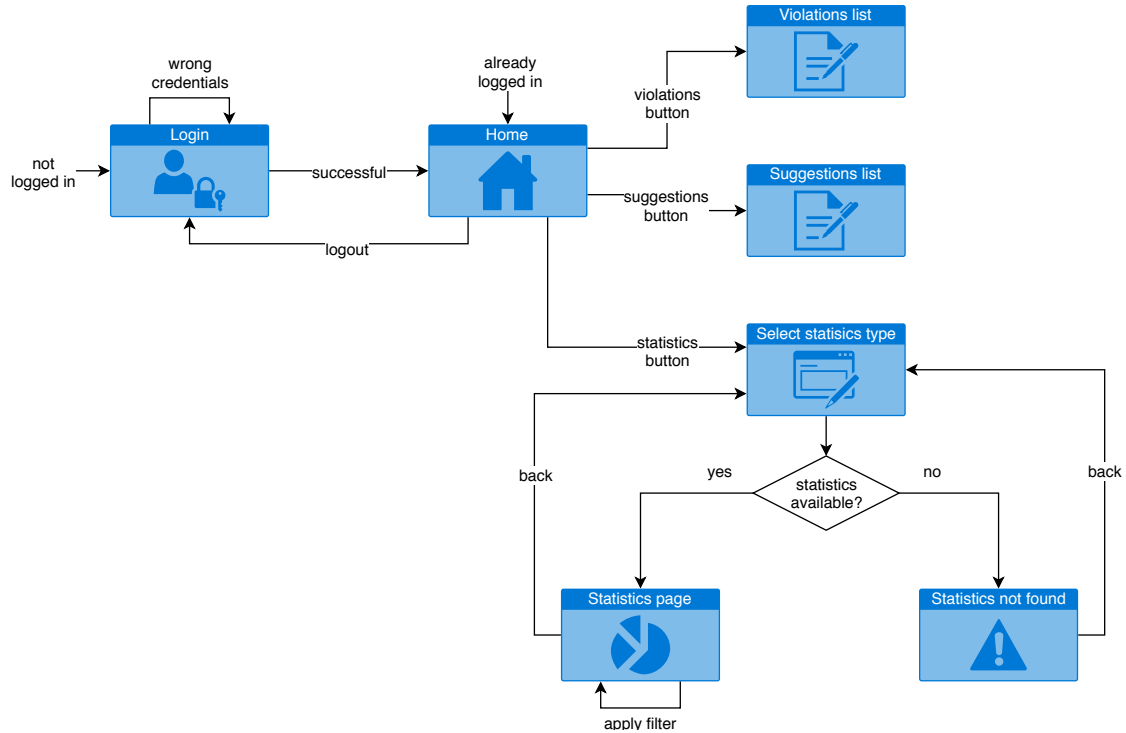 Violations list
wrong
credentials
already
logged in
violations
button
Login
Home
not
logged in
successful
Suggestions list
suggestions
button
logout
Select statisics type
statistics
button
back
yes
statistics
available?
no
back
Statistics page
Statistics not found
apply filter